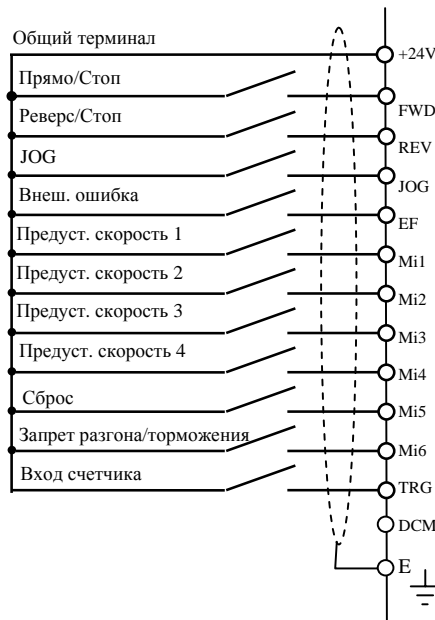 Общий терминал
+24V
Прямо/Стоп
FWD
Реверс/Стоп
REV
JOG
JOG
Внеш. ошибка
EF
Предуст. скорость 1
Mi1
Предуст. скорость 2
Mi2
Предуст. скорость 3
Mi3
Предуст. скорость 4
Mi4
Сброс
Mi5
Запрет разгона/торможения
Mi6
Вход счетчика
TRG
DCM
E